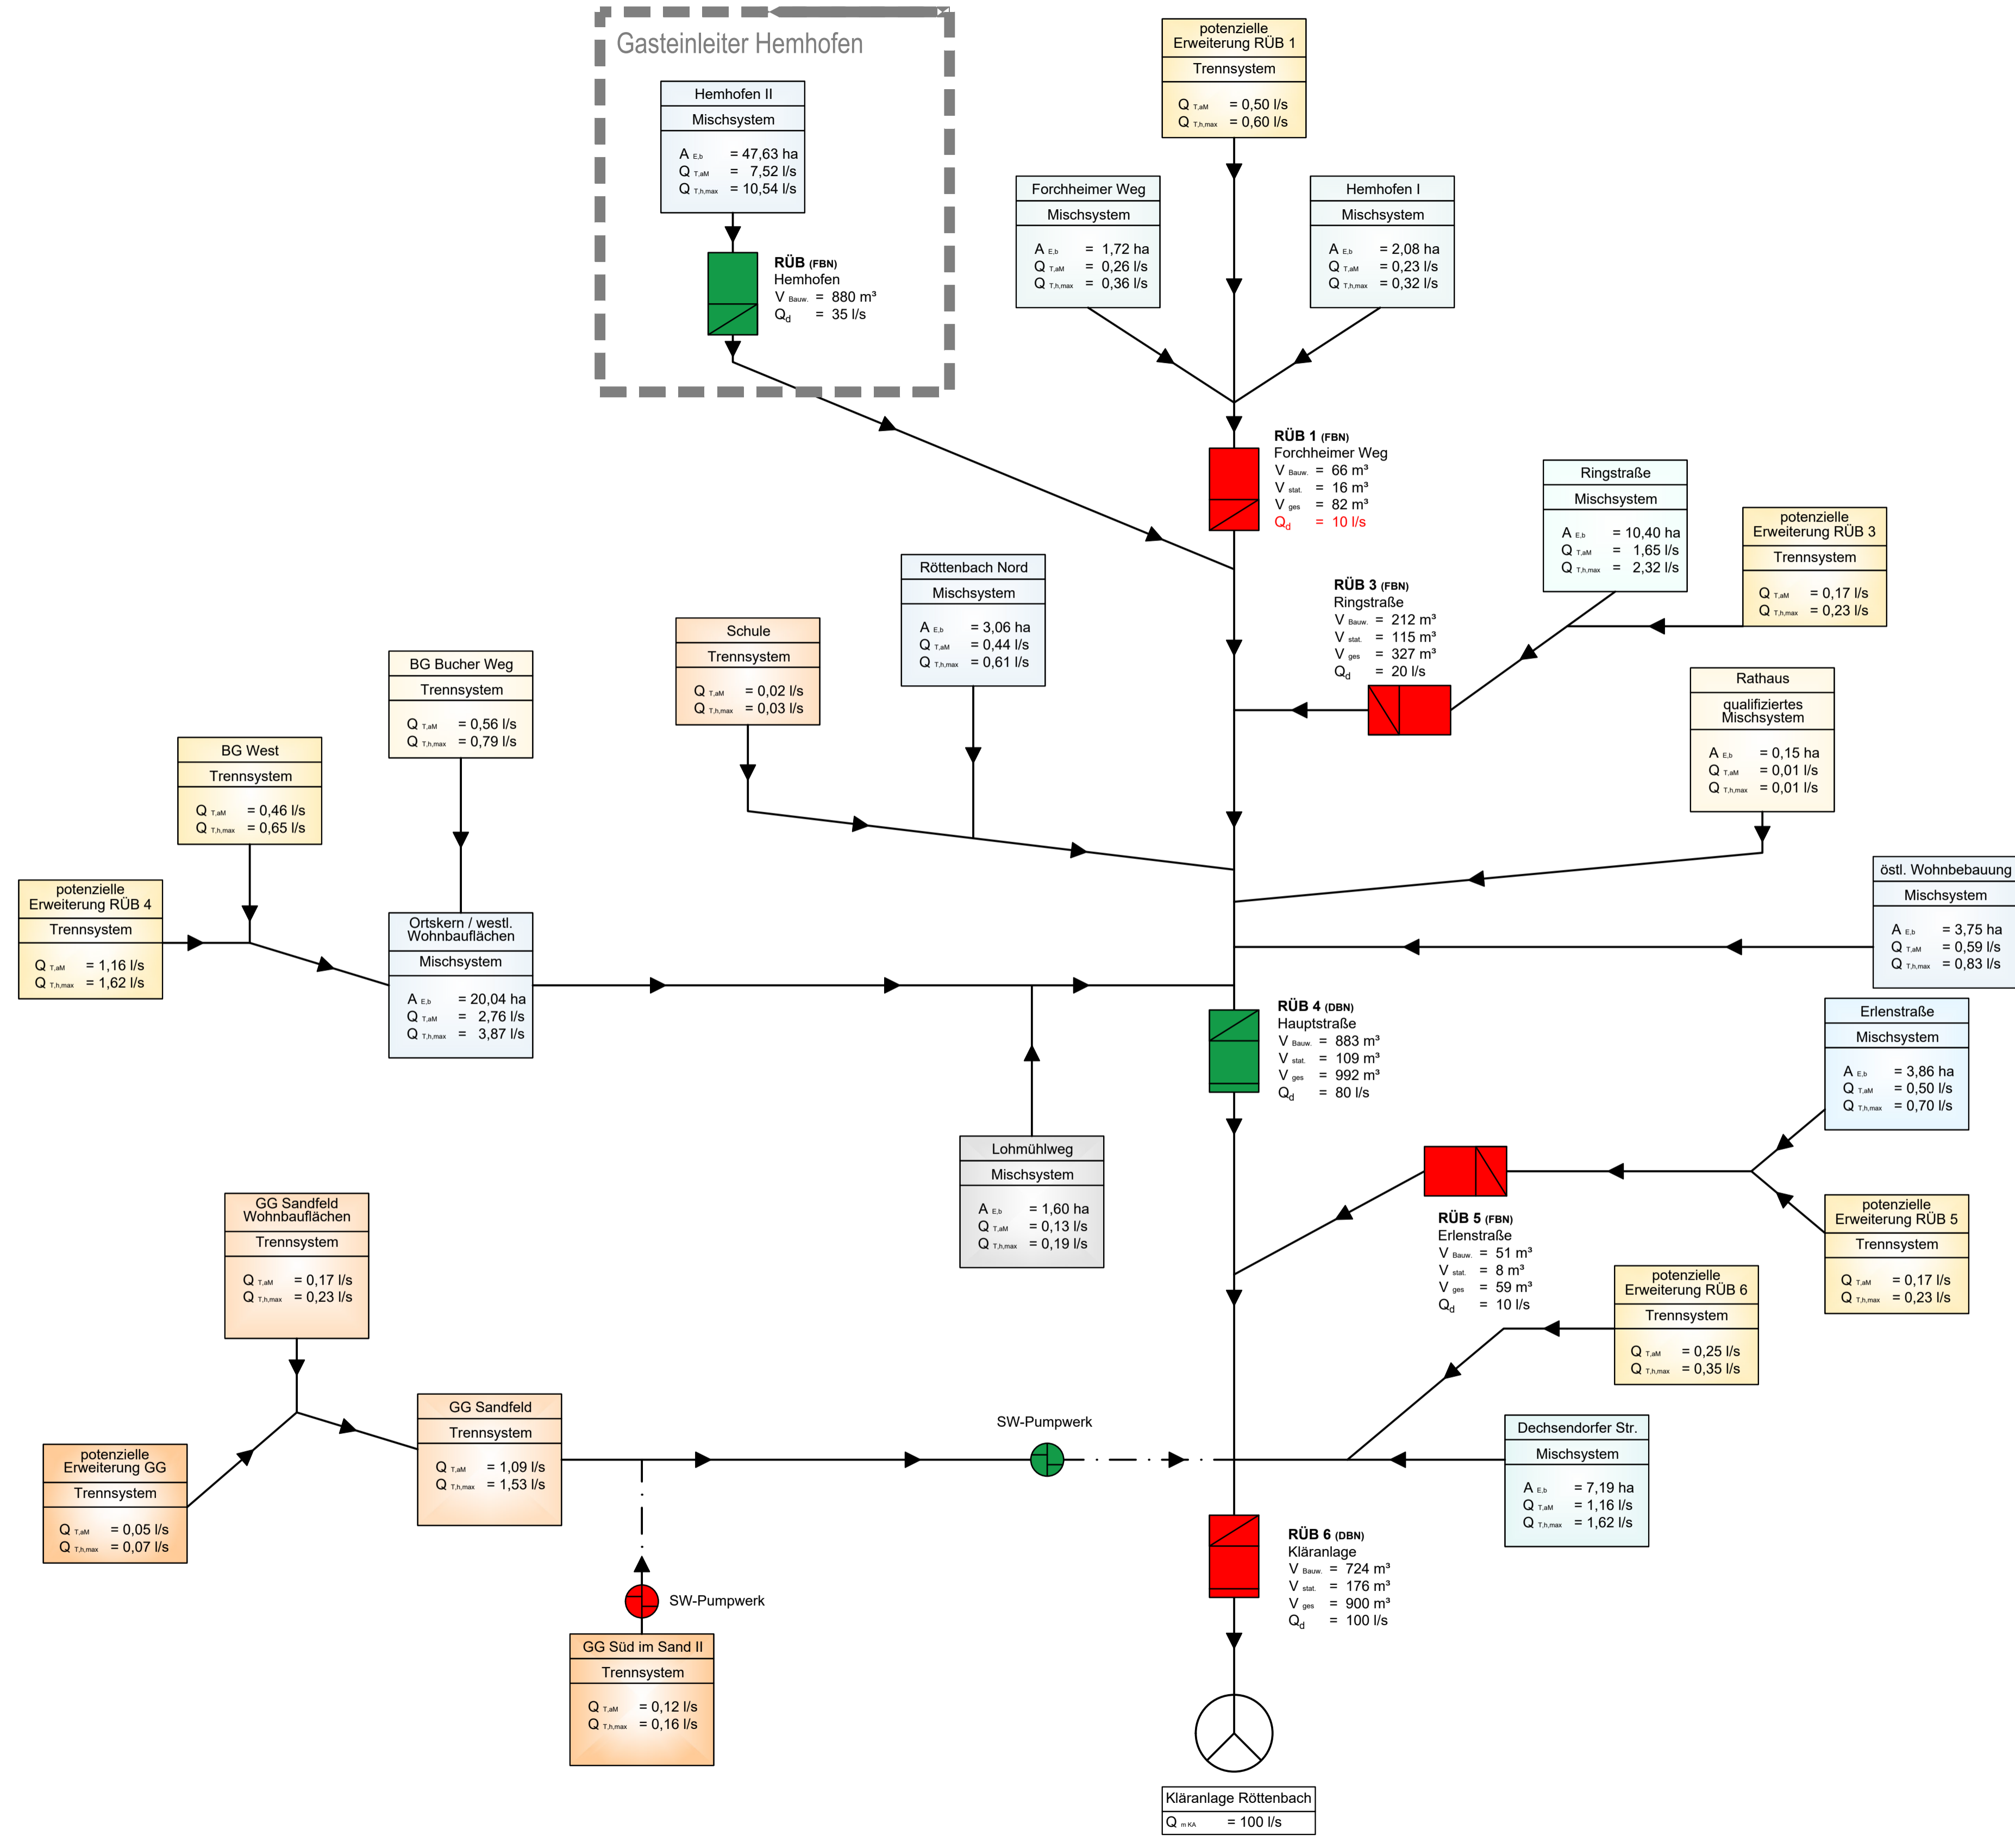 Gasteinleiter Hemhofen
Hemhofen II
Mischsystem
A E,b = 47,63 ha
Q T,aM = 7,52 l/s
Q T,h,max = 10,54 l/s
RÜB (FBN)
Hemhofen
V Bauw. = 880 m³
Qd = 35 l/s
potenzielle
Erweiterung RÜB 1
Trennsystem
Q T,aM = 0,50 l/s
Q T,h,max = 0,60 l/s
Forchheimer Weg
Mischsystem
A E,b = 1,72 ha
Q T,aM = 0,26 l/s
Q T,h,max = 0,36 l/s
Hemhofen I
Mischsystem
A E,b = 2,08 ha
Q T,aM = 0,23 l/s
Q T,h,max = 0,32 l/s
RÜB 1 (FBN)
Forchheimer Weg
V Bauw. = 66 m³
V stat. = 16 m³
V ges = 82 m³
Qd = 10 l/s
Ringstraße
Mischsystem
A E,b = 10,40 ha
Q T,aM = 1,65 l/s
Q T,h,max = 2,32 l/s
potenzielle
Erweiterung RÜB 3
Trennsystem
Q T,aM = 0,17 l/s
Q T,h,max = 0,23 l/s
RÜB 3 (FBN)
Ringstraße
V Bauw. = 212 m³
V stat. = 115 m³
V ges = 327 m³
Qd = 20 l/s
Röttenbach Nord
Mischsystem
A E,b = 3,06 ha
Q T,aM = 0,44 l/s
Q T,h,max = 0,61 l/s
Schule
Trennsystem
Q T,aM = 0,02 l/s
Q T,h,max = 0,03 l/s
BG Bucher Weg
Trennsystem
Q T,aM = 0,56 l/s
Q T,h,max = 0,79 l/s
BG West
Trennsystem
Q T,aM = 0,46 l/s
Q T,h,max = 0,65 l/s
Rathaus
qualifiziertes
Mischsystem
A E,b = 0,15 ha
Q T,aM = 0,01 l/s
Q T,h,max = 0,01 l/s
potenzielle
Erweiterung RÜB 4
Trennsystem
Q T,aM = 1,16 l/s
Q T,h,max = 1,62 l/s
Ortskern / westl.
Wohnbauflächen
Mischsystem
A E,b = 20,04 ha
Q T,aM = 2,76 l/s
Q T,h,max = 3,87 l/s
östl. Wohnbebauung
Mischsystem
A E,b = 3,75 ha
Q T,aM = 0,59 l/s
Q T,h,max = 0,83 l/s
RÜB 4 (DBN)
Hauptstraße
V Bauw. = 883 m³
V stat. = 109 m³
V ges = 992 m³
Qd = 80 l/s
Erlenstraße
Mischsystem
A E,b = 3,86 ha
Q T,aM = 0,50 l/s
Q T,h,max = 0,70 l/s
Lohmühlweg
Mischsystem
A E,b = 1,60 ha
Q T,aM = 0,13 l/s
Q T,h,max = 0,19 l/s
RÜB 5 (FBN)
Erlenstraße
V Bauw. = 51 m³
V stat. = 8 m³
V ges = 59 m³
Qd = 10 l/s
potenzielle
Erweiterung RÜB 5
Trennsystem
Q T,aM = 0,17 l/s
Q T,h,max = 0,23 l/s
GG Sandfeld
Wohnbauflächen
Trennsystem
Q T,aM = 0,17 l/s
Q T,h,max = 0,23 l/s
potenzielle
Erweiterung RÜB 6
Trennsystem
Q T,aM = 0,25 l/s
Q T,h,max = 0,35 l/s
GG Sandfeld
Trennsystem
Q T,aM = 1,09 l/s
Q T,h,max = 1,53 l/s
SW-Pumpwerk
Dechsendorfer Str.
Mischsystem
A E,b = 7,19 ha
Q T,aM = 1,16 l/s
Q T,h,max = 1,62 l/s
potenzielle
Erweiterung GG
Trennsystem
Q T,aM = 0,05 l/s
Q T,h,max = 0,07 l/s
RÜB 6 (DBN)
Kläranlage
V Bauw. = 724 m³
V stat. = 176 m³
V ges = 900 m³
Qd = 100 l/s
SW-Pumpwerk
GG Süd im Sand II
Trennsystem
Q T,aM = 0,12 l/s
Q T,h,max = 0,16 l/s
Kläranlage Röttenbach
Q m KA = 100 l/s